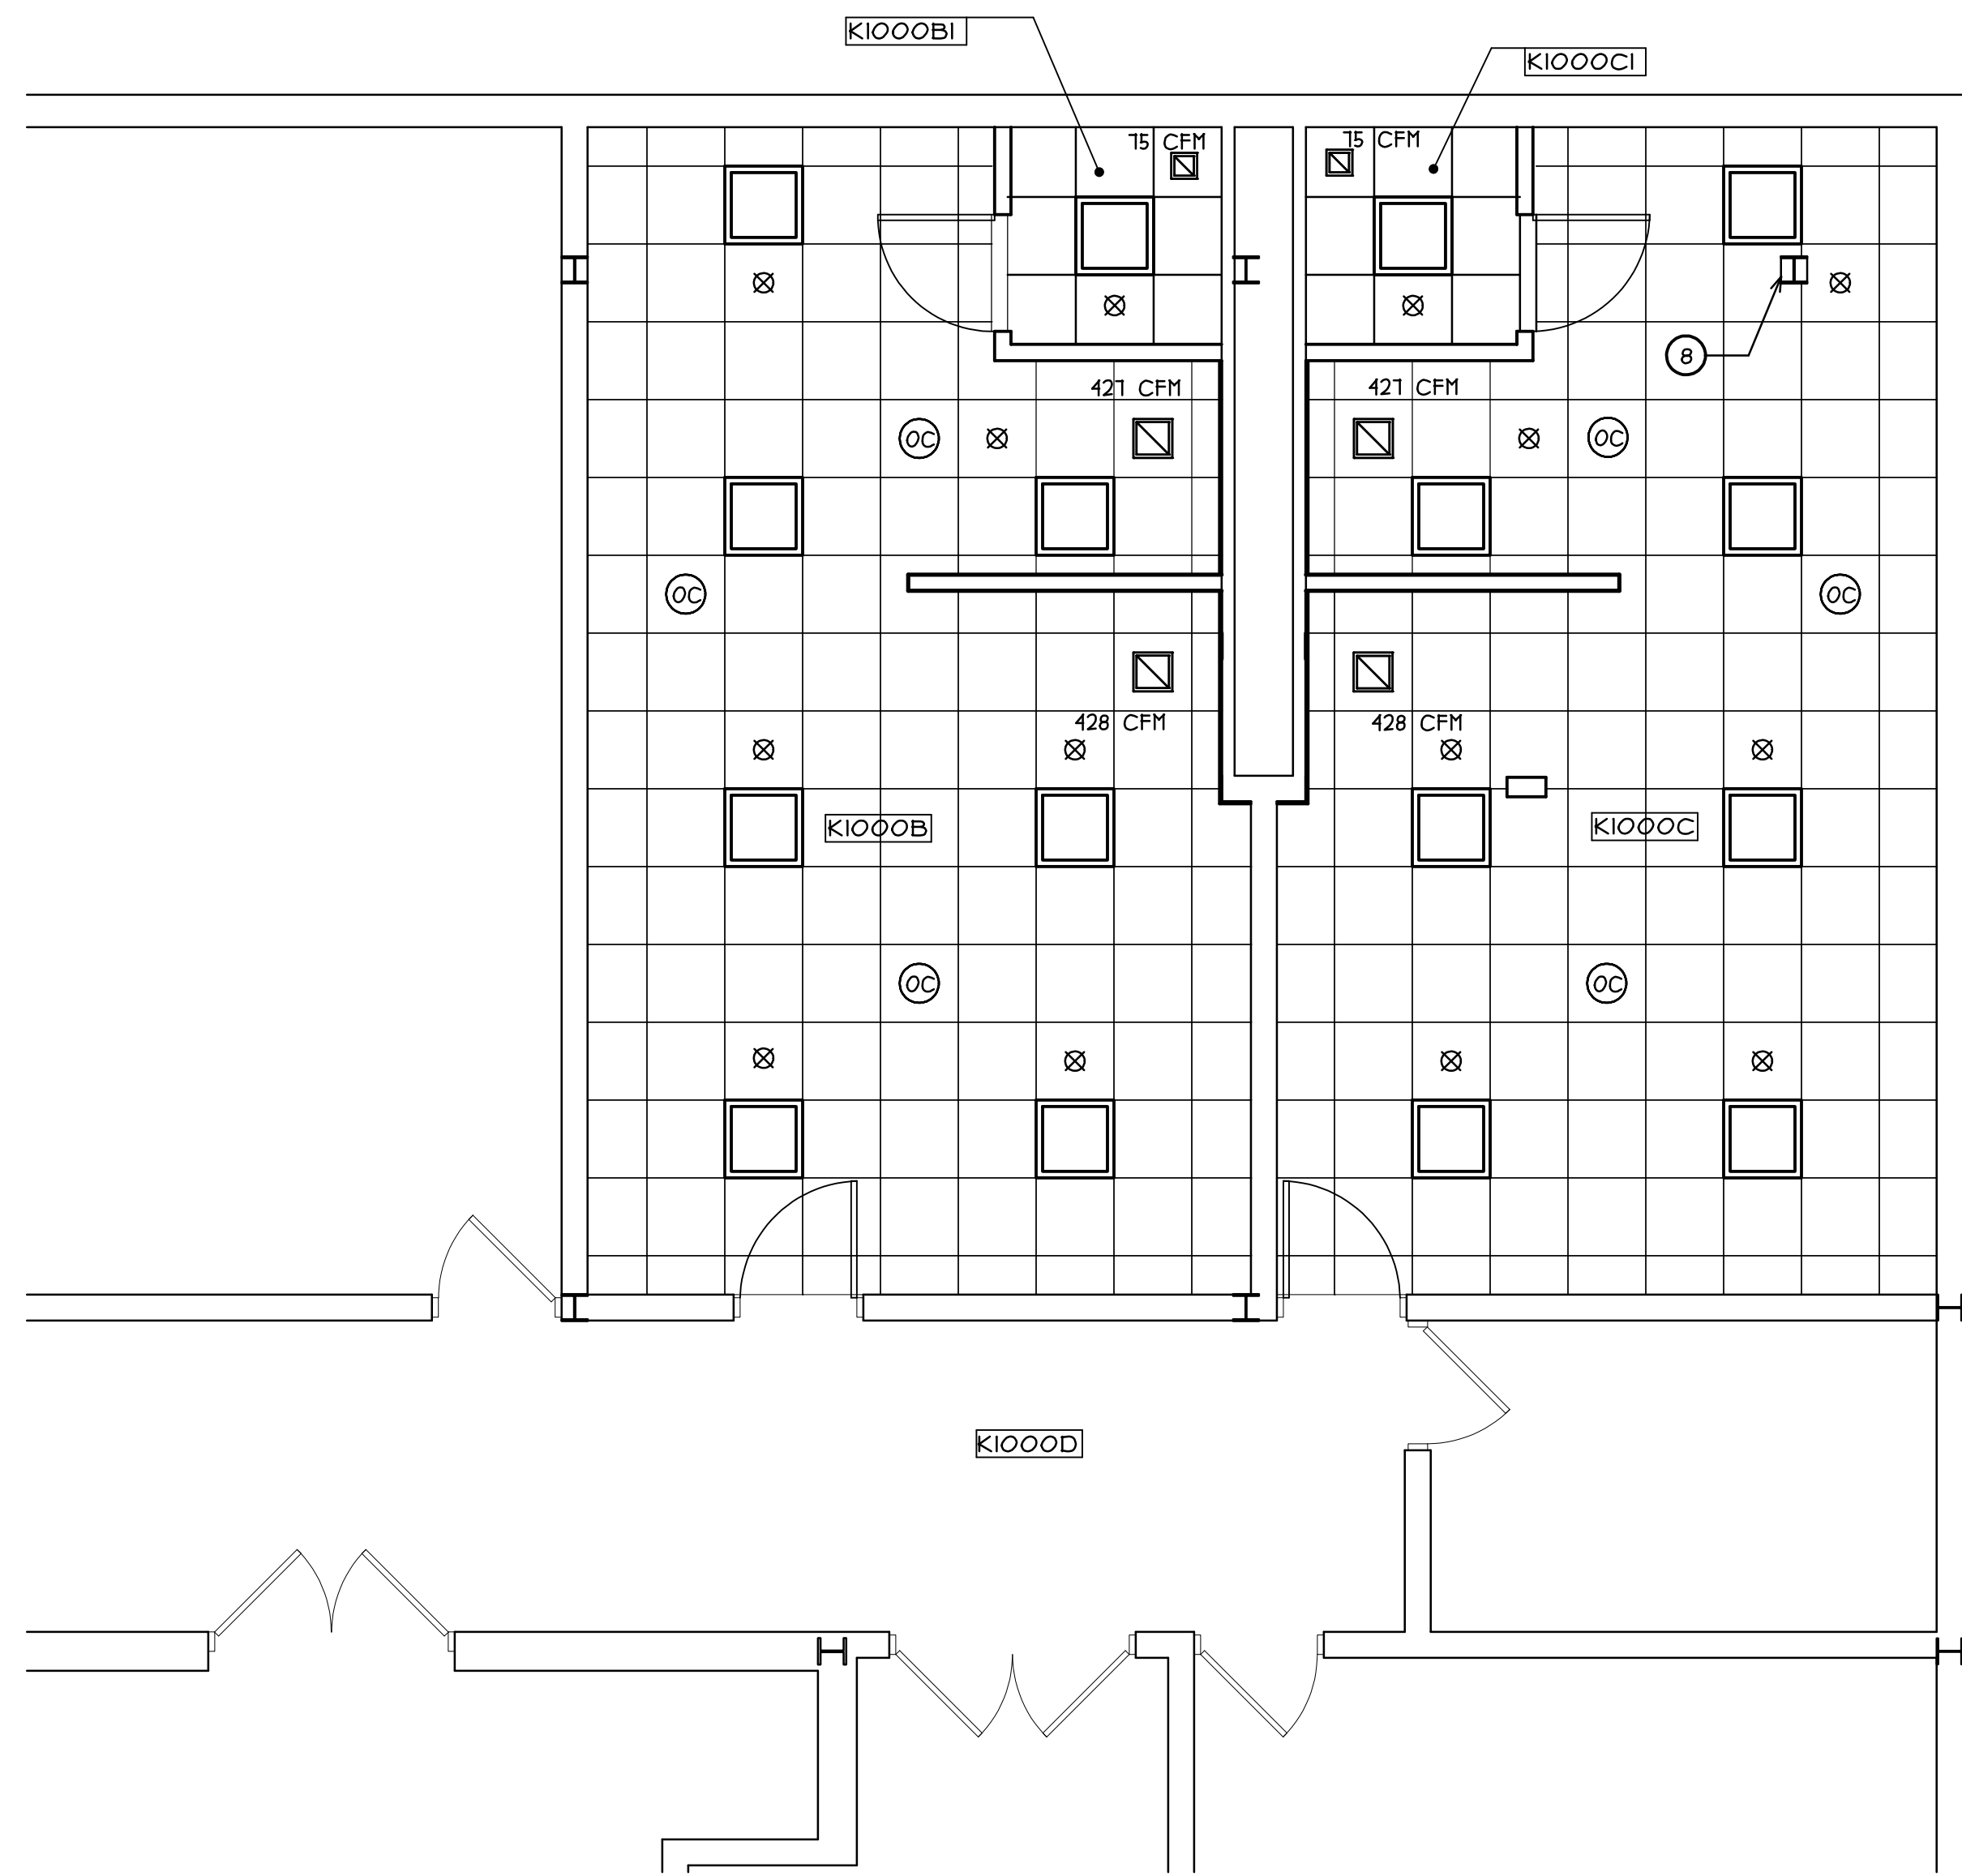 K1000B1
K1000C1
75 CFM
75 CFM
8
427 CFM
427 CFM
OC
OC
OC
OC
428 CFM
428 CFM
K1000B
K1000C
OC
OC
K1000D